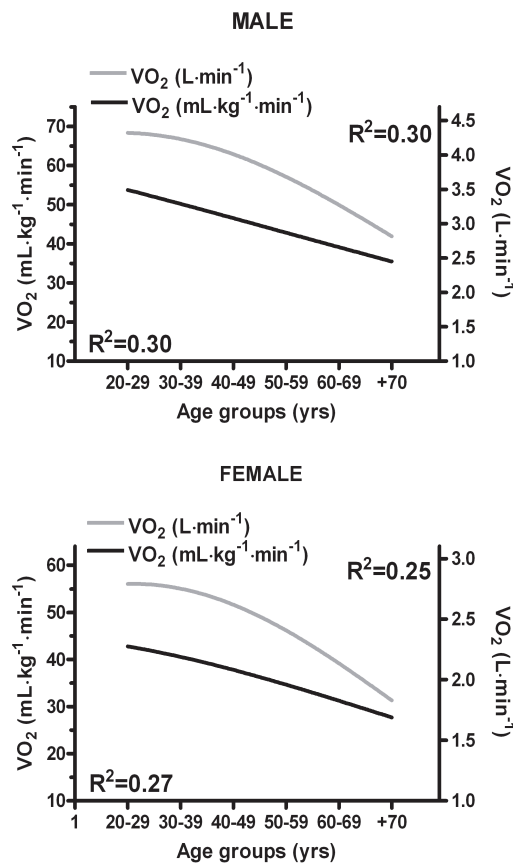 MALE
VO₂ (L·min⁻¹)
VO₂ (mL·kg⁻¹·min⁻¹)
R²=0.30
VO₂ (mL·kg⁻¹·min⁻¹)
70
60
50
40
30
20
10
4.5
4.0
3.5
3.0
2.5
2.0
1.5
1.0
VO₂ (L·min⁻¹)
R²=0.30
20-29 30-39 40-49 50-59 60-69 +70
Age groups (yrs)
FEMALE
VO₂ (L·min⁻¹)
VO₂ (mL·kg⁻¹·min⁻¹)
R²=0.25
VO₂ (mL·kg⁻¹·min⁻¹)
60
50
40
30
20
10
3.0
2.5
2.0
1.5
1.0
VO₂ (L·min⁻¹)
R²=0.27
1 20-29 30-39 40-49 50-59 60-69 +70
Age groups (yrs)